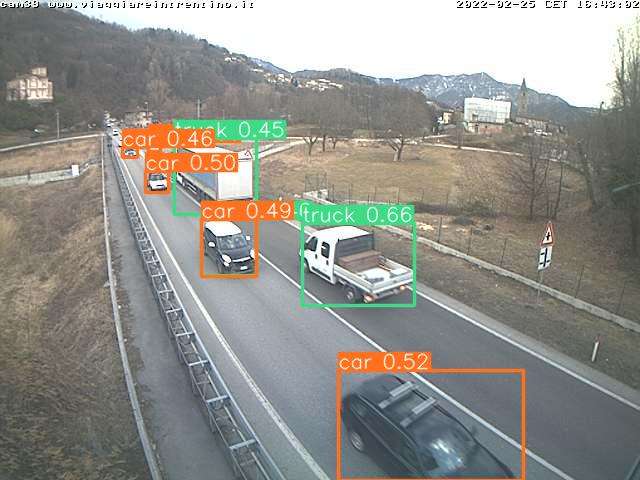 cam39 www.viaggiareintrentino.it
2022-02-25 CET 16:43:02
truck 0.45
car 0.46
car 0.50
car 0.49
truck 0.66
car 0.52